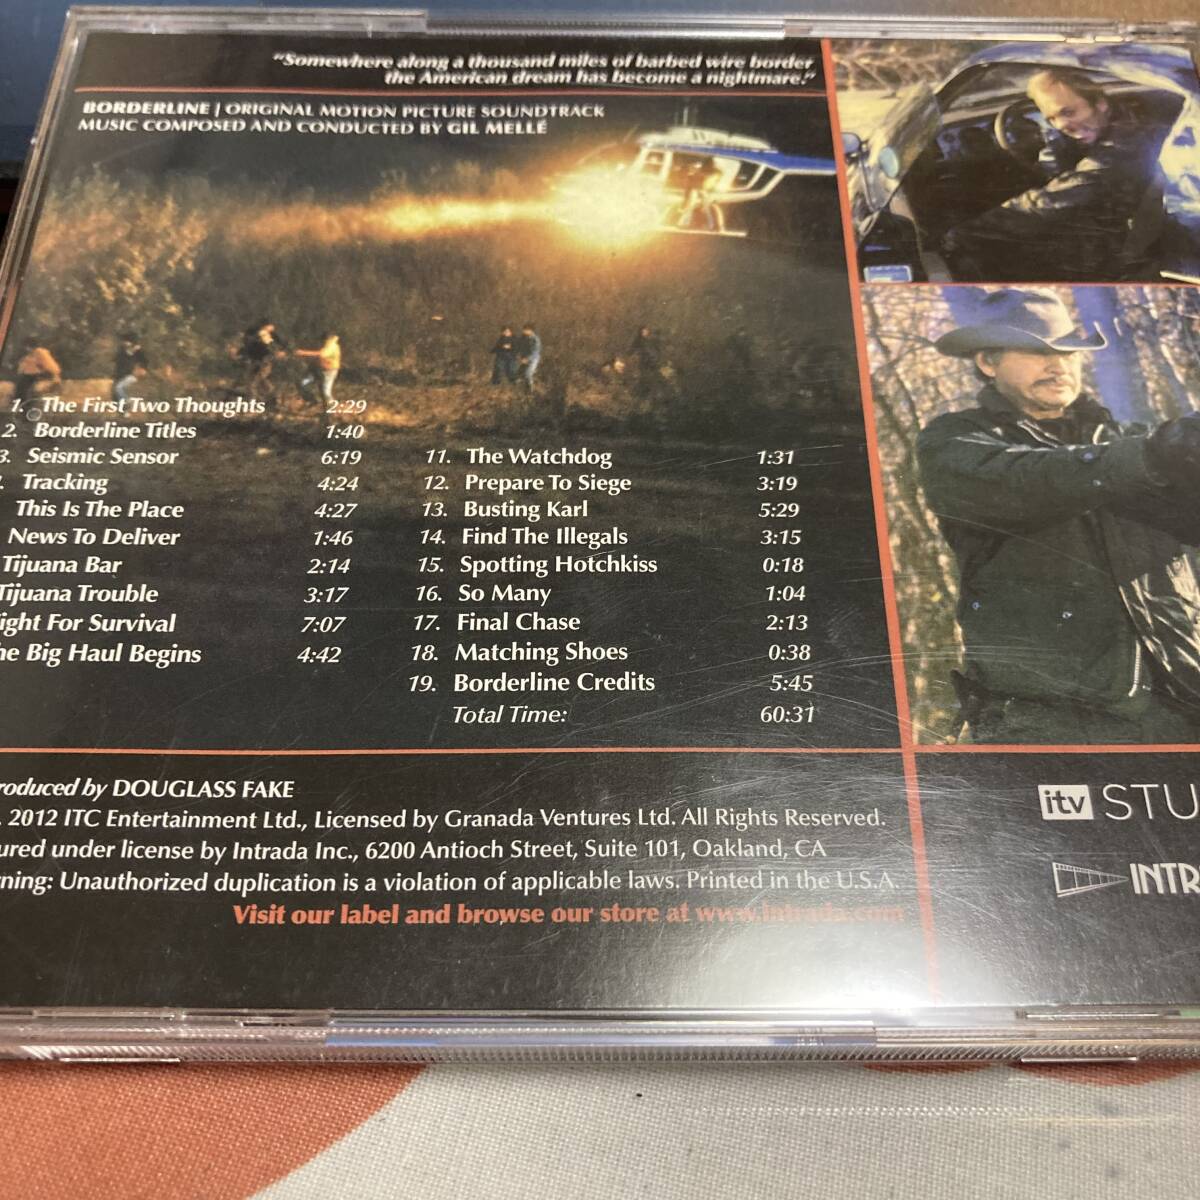 "Somewhere along a thousand miles of barbed wire border
the American dream has become a nightmare."
BORDERLINE | ORIGINAL MOTION PICTURE SOUNDTRACK
MUSIC COMPOSED AND CONDUCTED BY GIL MELLÉ
1. The First Two Thoughts 2:29
2. Borderline Titles 1:40
3. Seismic Sensor 6:19
Tracking 4:24
This Is The Place 4:27
News To Deliver 1:46
Tijuana Bar 2:14
Tijuana Trouble 3:17
ight For Survival 7:07
he Big Haul Begins 4:42
11. The Watchdog 1:31
12. Prepare To Siege 3:19
13. Busting Karl 5:29
14. Find The Illegals 3:15
15. Spotting Hotchkiss 0:18
16. So Many 1:04
17. Final Chase 2:13
18. Matching Shoes 0:38
19. Borderline Credits 5:45
Total Time: 60:31
roduced by DOUGLASS FAKE
. 2012 ITC Entertainment Ltd., Licensed by Granada Ventures Ltd. All Rights Reserved.
ured under license by Intrada Inc., 6200 Antioch Street, Suite 101, Oakland, CA
rning: Unauthorized duplication is a violation of applicable laws. Printed in the U.S.A.
Visit our label and browse our store at www.intrada.com
itv STU
INTR